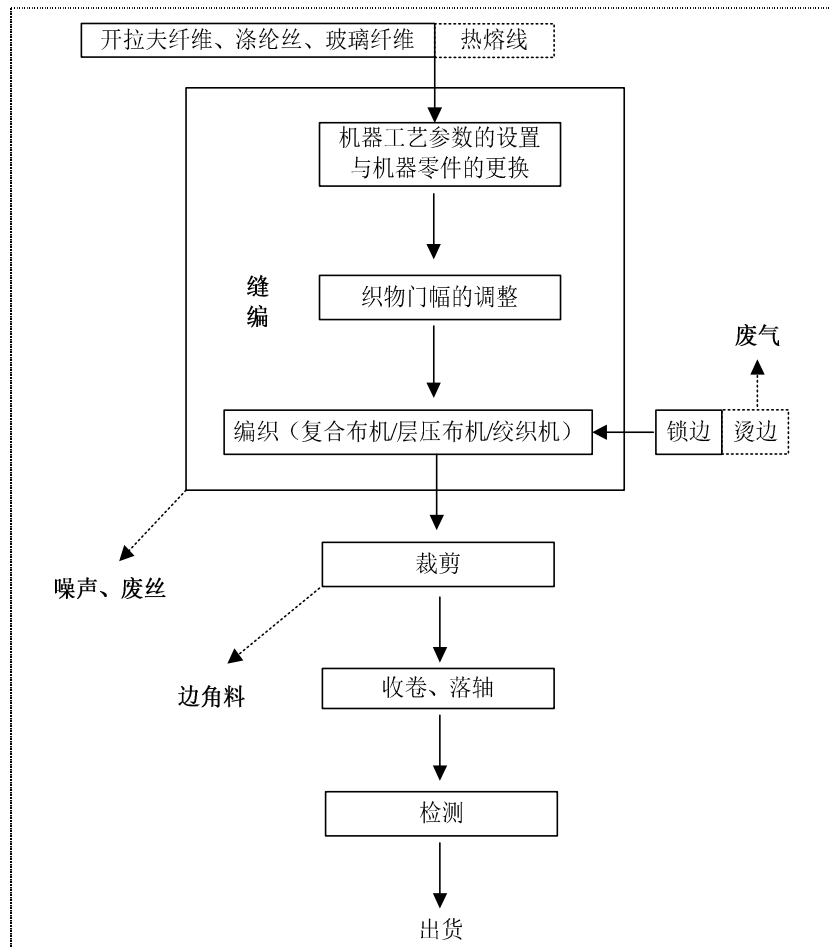 开拉夫纤维、涤纶丝、玻璃纤维
热熔线
机器工艺参数的设置
与机器零件的更换
缝
编
织物门幅的调整
废气
编织（复合布机/层压布机/绞织机）
锁边
烫边
裁剪
噪声、废丝
收卷、落轴
边角料
检测
出货